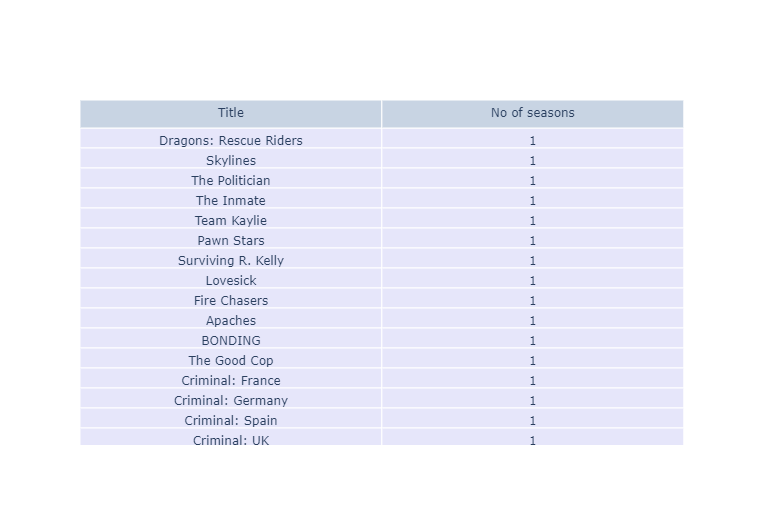 Title No of seasons
Dragons: Rescue Riders 1
Skylines 1
The Politician 1
The Inmate 1
Team Kaylie 1
Pawn Stars 1
Surviving R. Kelly 1
Lovesick 1
Fire Chasers 1
Apaches 1
BONDING 1
The Good Cop 1
Criminal: France 1
Criminal: Germany 1
Criminal: Spain 1
Criminal: UK 1